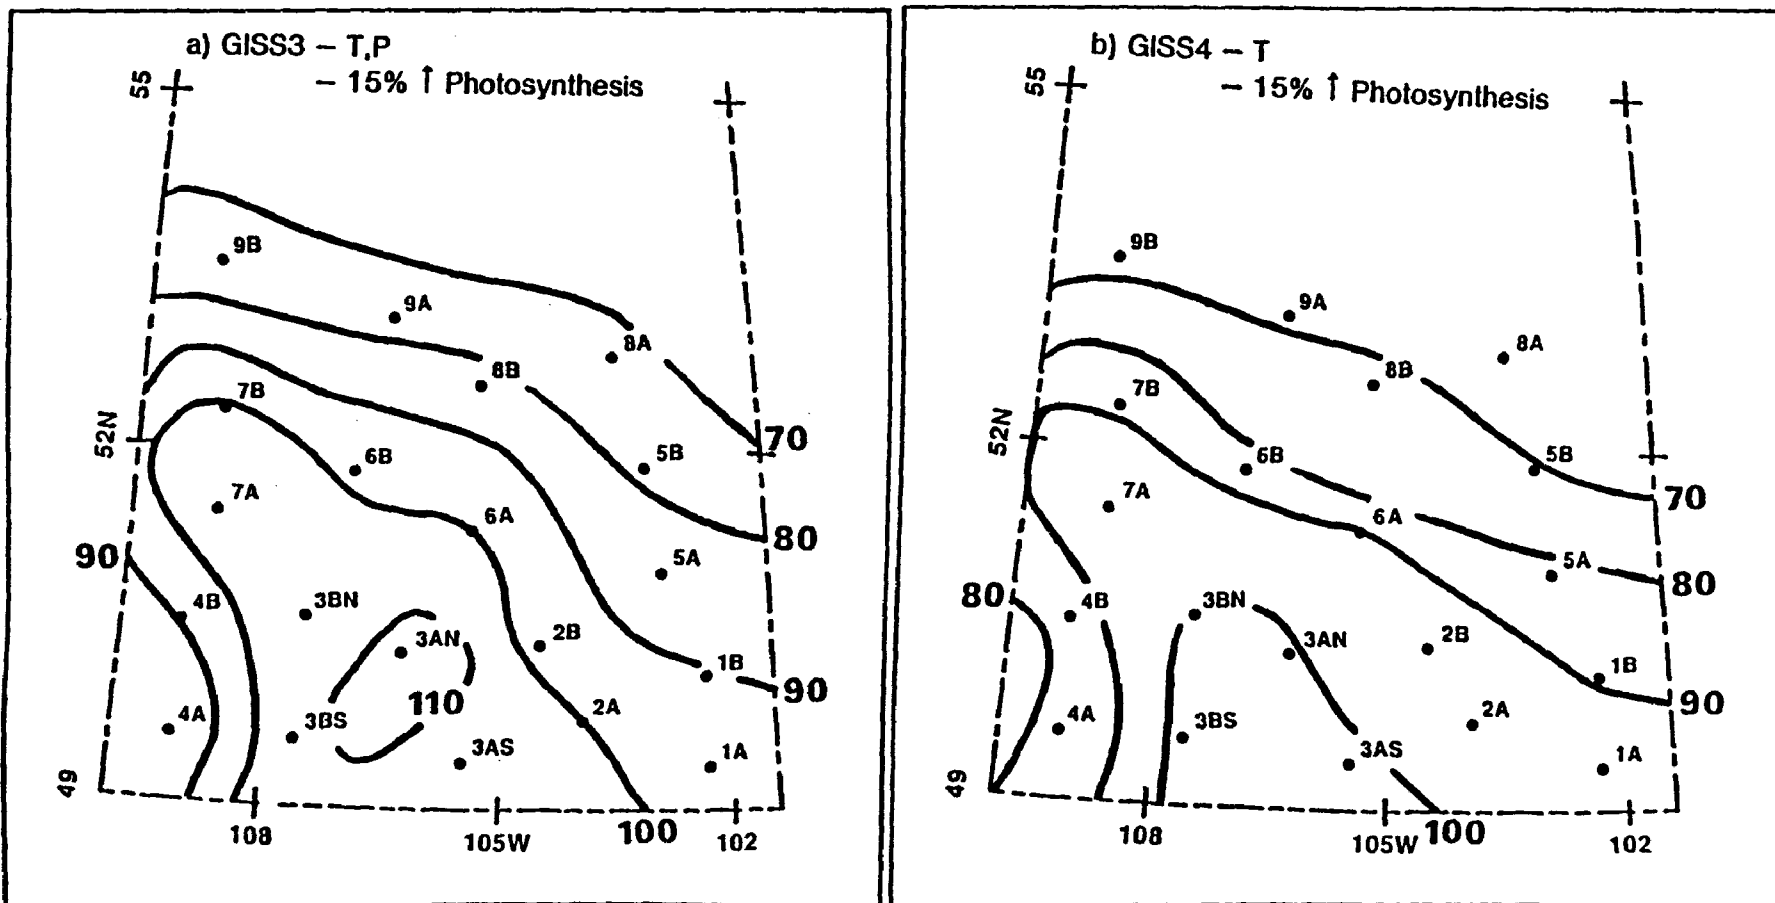 a) GISS3 – T,P
– 15% ↑ Photosynthesis
55
9B
9A
8A
8B
7B
70
52N
6B
5B
7A
6A
80
90
5A
4B
3BN
3AN
2B
1B
90
110
4A
3BS
2A
3AS
1A
49
108
105W
100
102
b) GISS4 – T
– 15% ↑ Photosynthesis
55
9B
9A
8A
8B
7B
52N
6B
5B
7A
70
6A
5A
80
80
4B
3BN
3AN
2B
1B
90
4A
3BS
2A
3AS
1A
49
108
105W
100
102